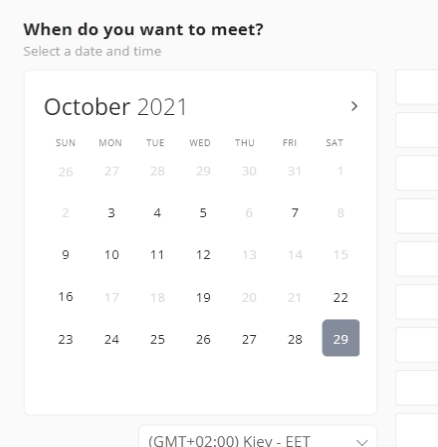 When do you want to meet?
Select a date and time
October 2021
SUN MON TUE WED THU FRI SAT
26 27 28 29 30 31 1
2 3 4 5 6 7 8
9 10 11 12 13 14 15
16 17 18 19 20 21 22
23 24 25 26 27 28 29
(GMT+02:00) Kiev - EET